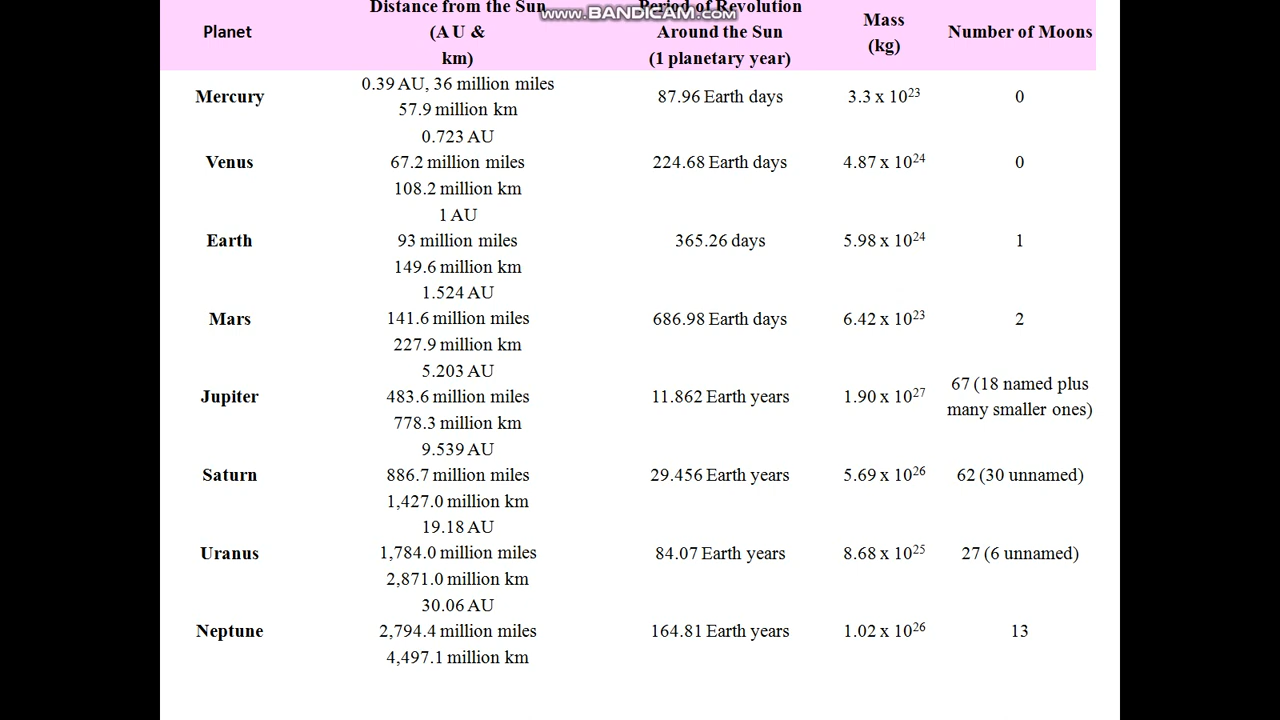 www.BANDICAM.com
Distance from the Sun
Period of Revolution
Planet
(AU &
Around the Sun
Mass
Number of Moons
(kg)
km)
(1 planetary year)
0.39 AU, 36 million miles
Mercury
87.96 Earth days
3.3 x 10²³
0
57.9 million km
0.723 AU
Venus
67.2 million miles
224.68 Earth days
4.87 x 10²⁴
0
108.2 million km
1 AU
Earth
93 million miles
365.26 days
5.98 x 10²⁴
1
149.6 million km
1.524 AU
Mars
141.6 million miles
686.98 Earth days
6.42 x 10²³
2
227.9 million km
5.203 AU
Jupiter
483.6 million miles
11.862 Earth years
1.90 x 10²⁷
67 (18 named plus
many smaller ones)
778.3 million km
9.539 AU
Saturn
886.7 million miles
29.456 Earth years
5.69 x 10²⁶
62 (30 unnamed)
1,427.0 million km
19.18 AU
Uranus
1,784.0 million miles
84.07 Earth years
8.68 x 10²⁵
27 (6 unnamed)
2,871.0 million km
30.06 AU
Neptune
2,794.4 million miles
164.81 Earth years
1.02 x 10²⁶
13
4,497.1 million km